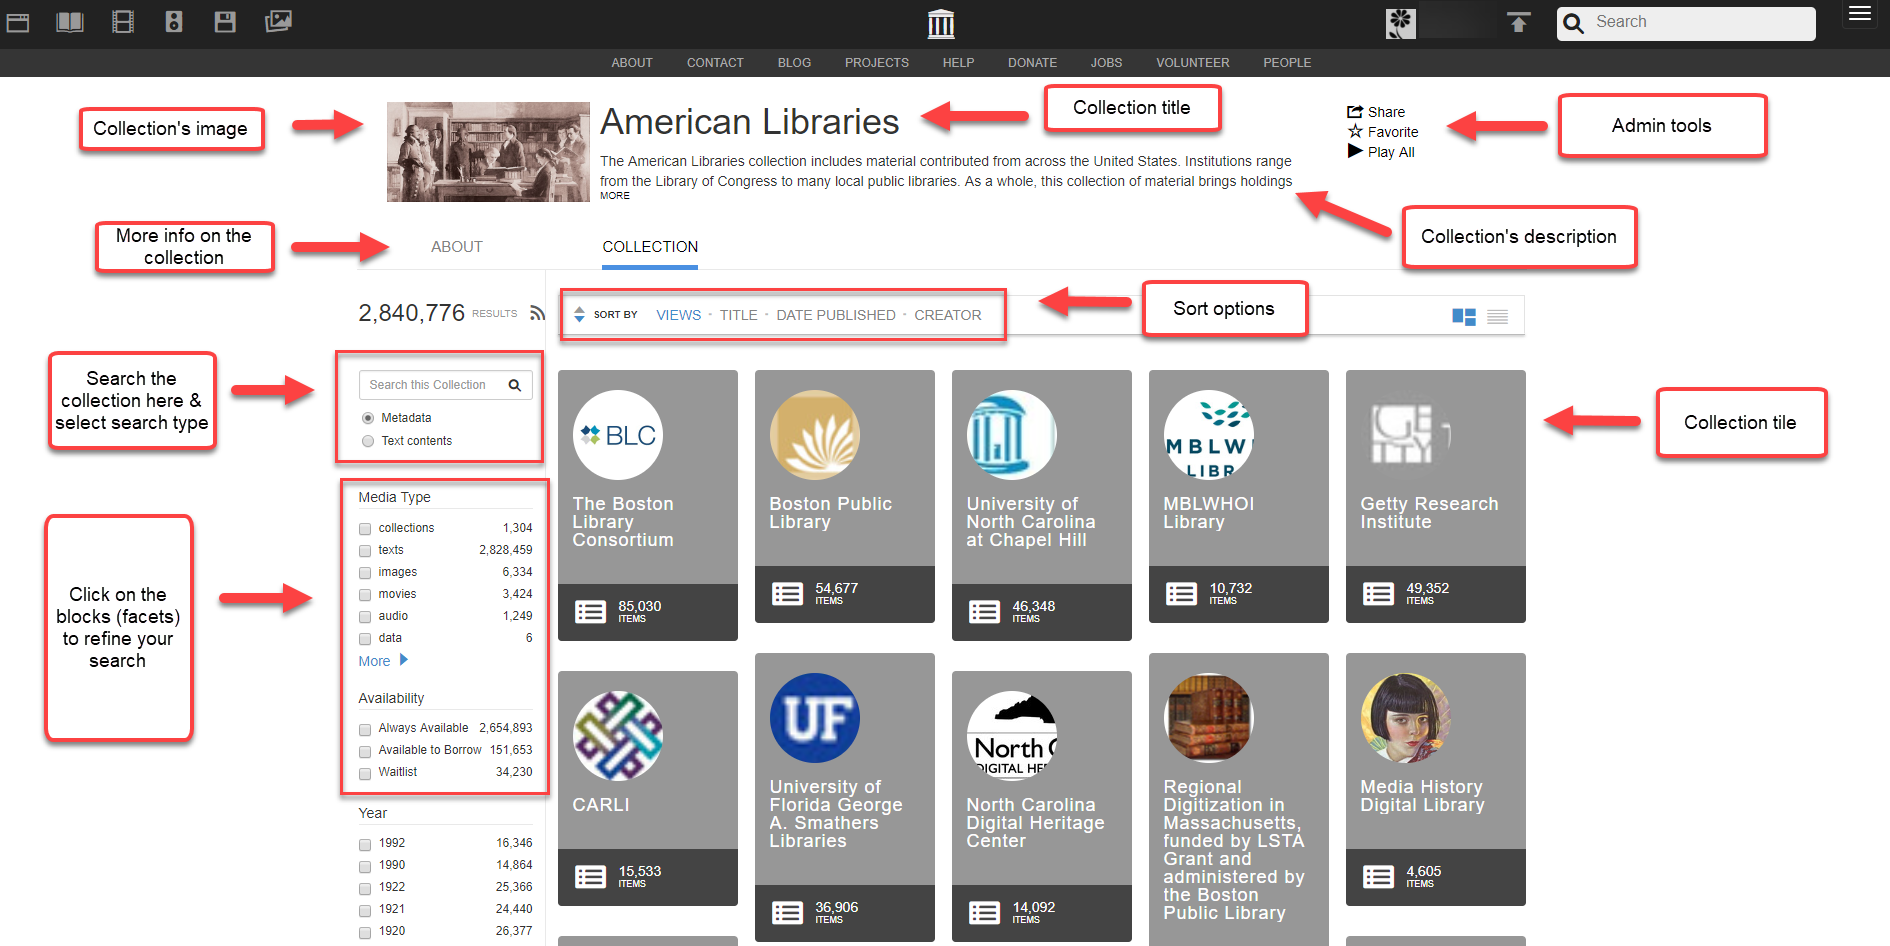 Search
ABOUT CONTACT BLOG PROJECTS HELP DONATE JOBS VOLUNTEER PEOPLE
Collection's image
American Libraries
Collection title
Share
Favorite
Play All
Admin tools
The American Libraries collection includes material contributed from across the United States. Institutions range
from the Library of Congress to many local public libraries. As a whole, this collection of material brings holdings
MORE
Collection's description
More info on the
collection
ABOUT COLLECTION
2,840,776 RESULTS
SORT BY VIEWS · TITLE · DATE PUBLISHED · CREATOR
Sort options
Search the
collection here &
select search type
Search this Collection
Metadata
Text contents
Click on the
blocks (facets)
to refine your
search
Media Type
collections 1,304
texts 2,828,459
images 6,334
movies 3,424
audio 1,249
data 6
More
Availability
Always Available 2,654,893
Available to Borrow 151,653
Waitlist 34,230
Year
1992 16,346
1990 14,864
1922 25,366
1921 24,440
1920 26,377
BLC
The Boston
Library
Consortium
85,030
ITEMS
Boston Public
Library
54,677
ITEMS
University of
North Carolina
at Chapel Hill
46,348
ITEMS
MBLW
LIBR
MBLWHOI
Library
10,732
ITEMS
GE
TTY
Getty Research
Institute
49,352
ITEMS
Collection tile
CARLI
15,533
ITEMS
UF
University of
Florida George
A. Smathers
Libraries
36,906
ITEMS
North C
DIGITAL HER
North Carolina
Digital Heritage
Center
14,092
ITEMS
Regional
Digitization in
Massachusetts,
funded by LSTA
Grant and
administered by
the Boston
Public Library
Media History
Digital Library
4,605
ITEMS